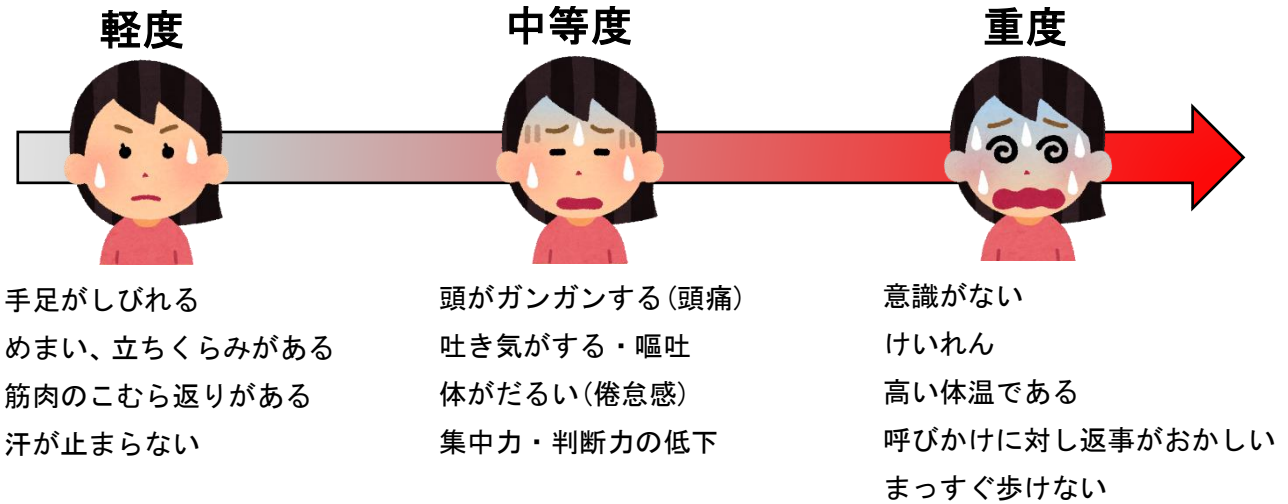 軽度
中等度
重度
手足がしびれる
めまい、立ちくらみがある
筋肉のこむら返りがある
汗が止まらない
頭がガンガンする(頭痛)
吐き気がする・嘔吐
体がだるい(倦怠感)
集中力・判断力の低下
意識がない
けいれん
高い体温である
呼びかけに対し返事がおかしい
まっすぐ歩けない